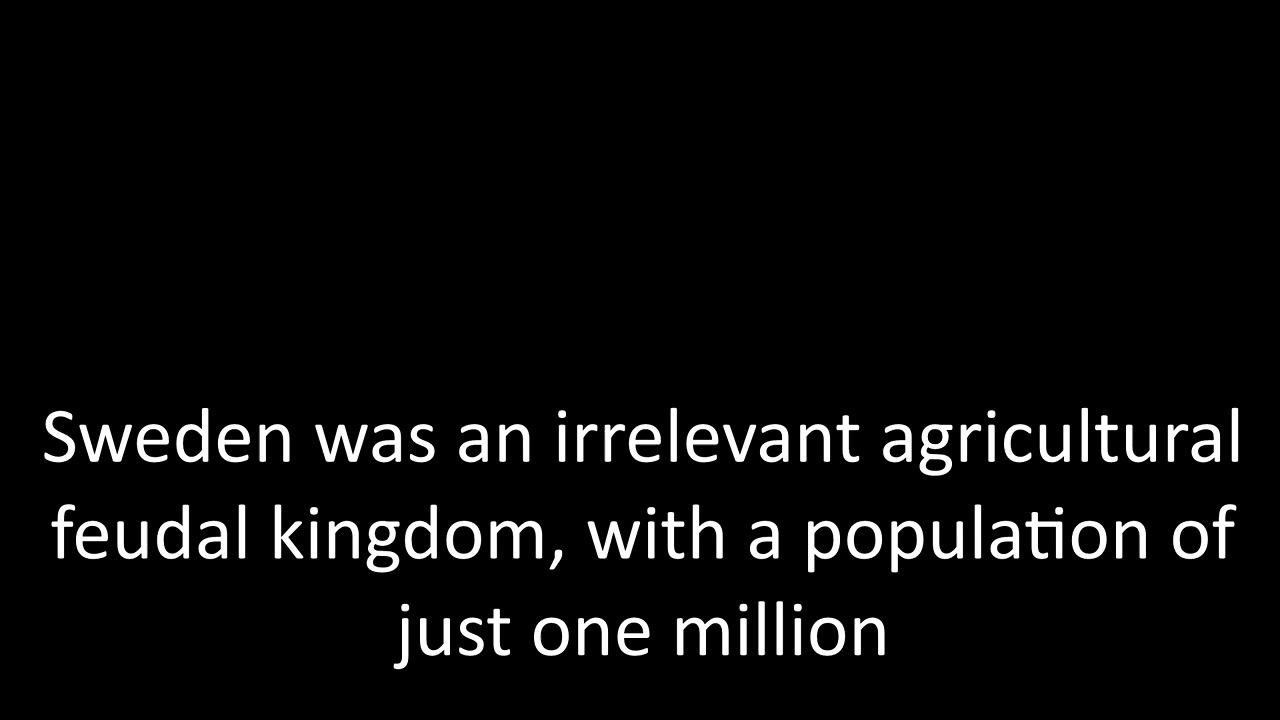 Sweden was an irrelevant agricultural
feudal kingdom, with a population of
just one million